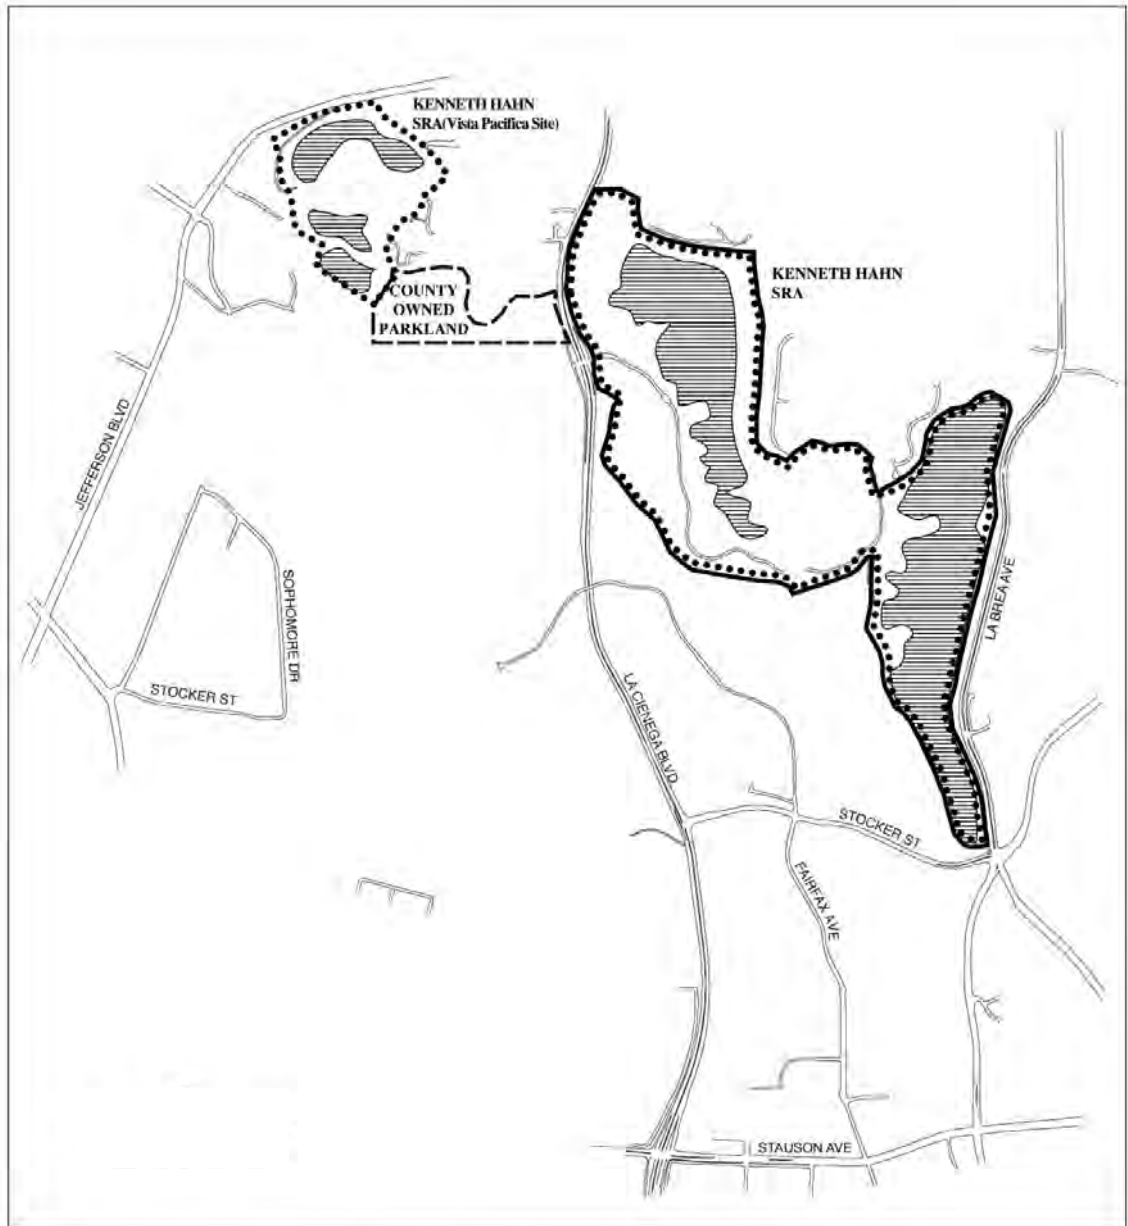 KENNETH HAHN
SRA(Vista Pacifica Site)
KENNETH HAHN
SRA
COUNTY
OWNED
PARKLAND
JEFFERSON BLVD
SOPHOMORE DR
STOCKER ST
LA BREA AVE
LA CIENEGA BLVD
STOCKER ST
FAIRFAX AVE
STAUSON AVE